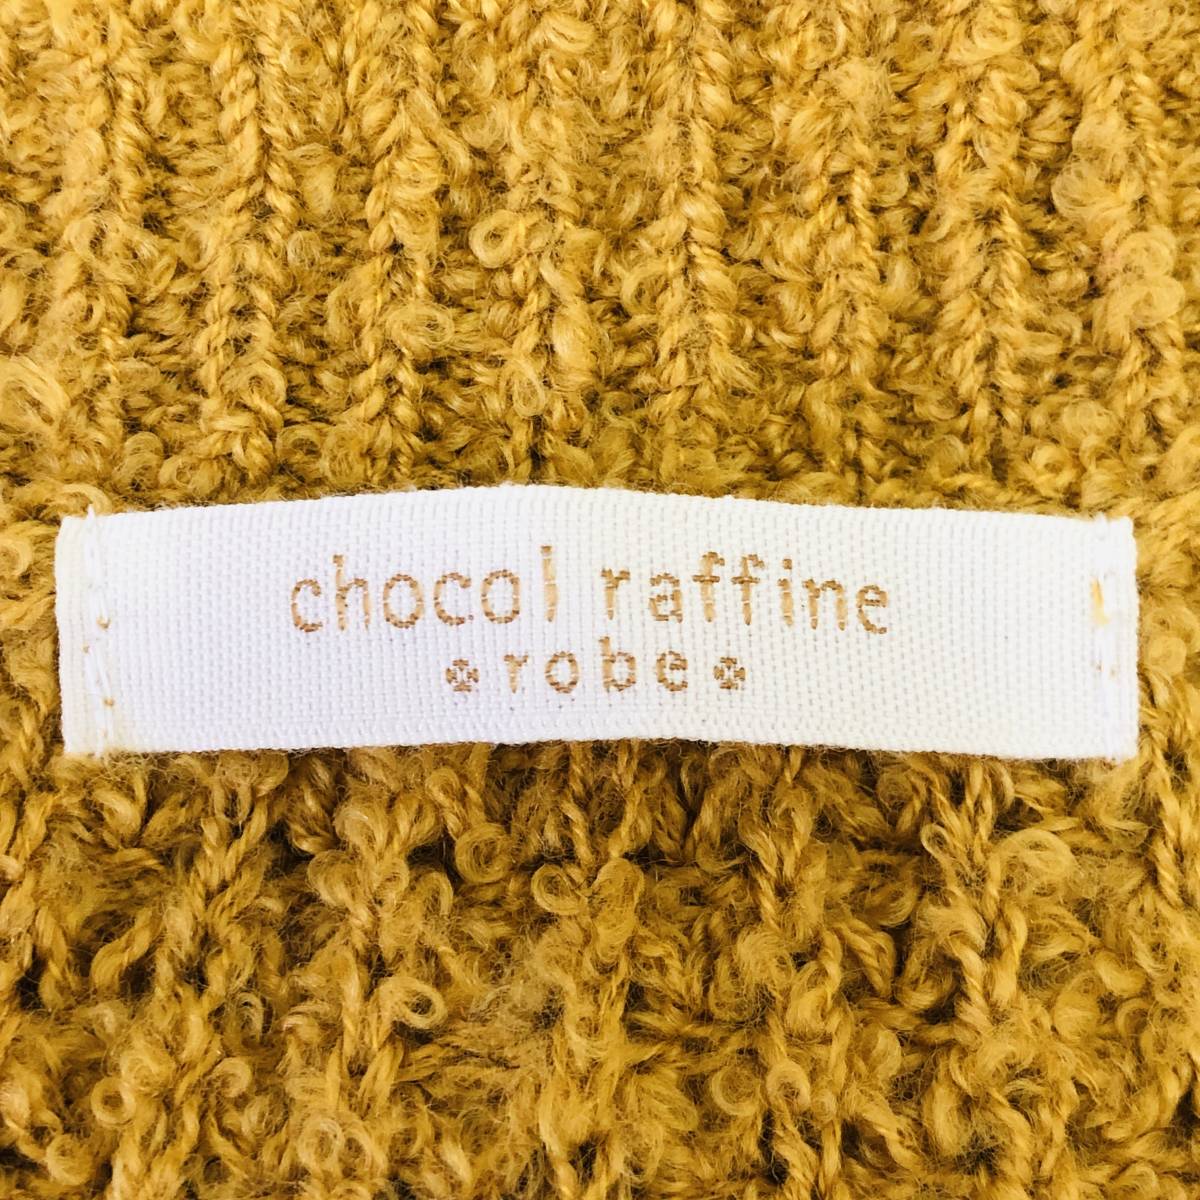 chocol raffine
robe